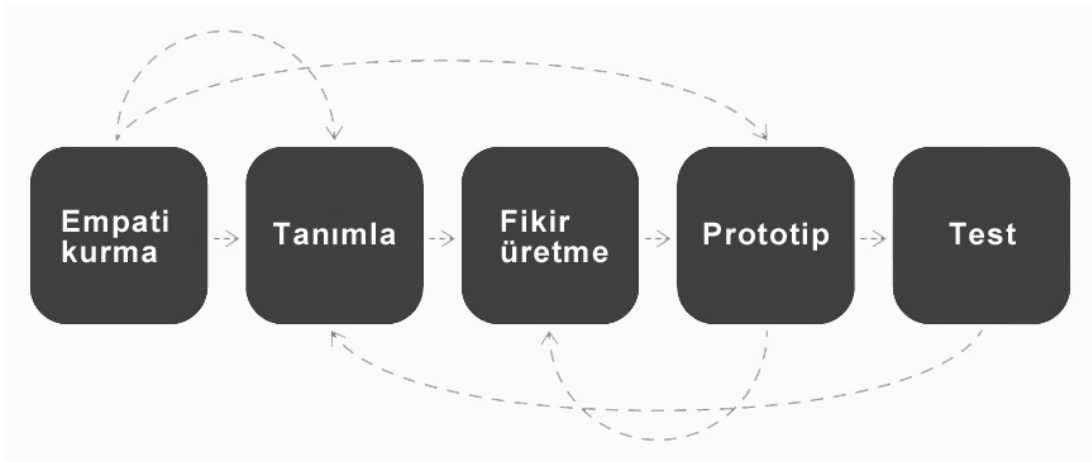 Empati
kurma
Tanımla
Fikir
üretme
Prototip
Test